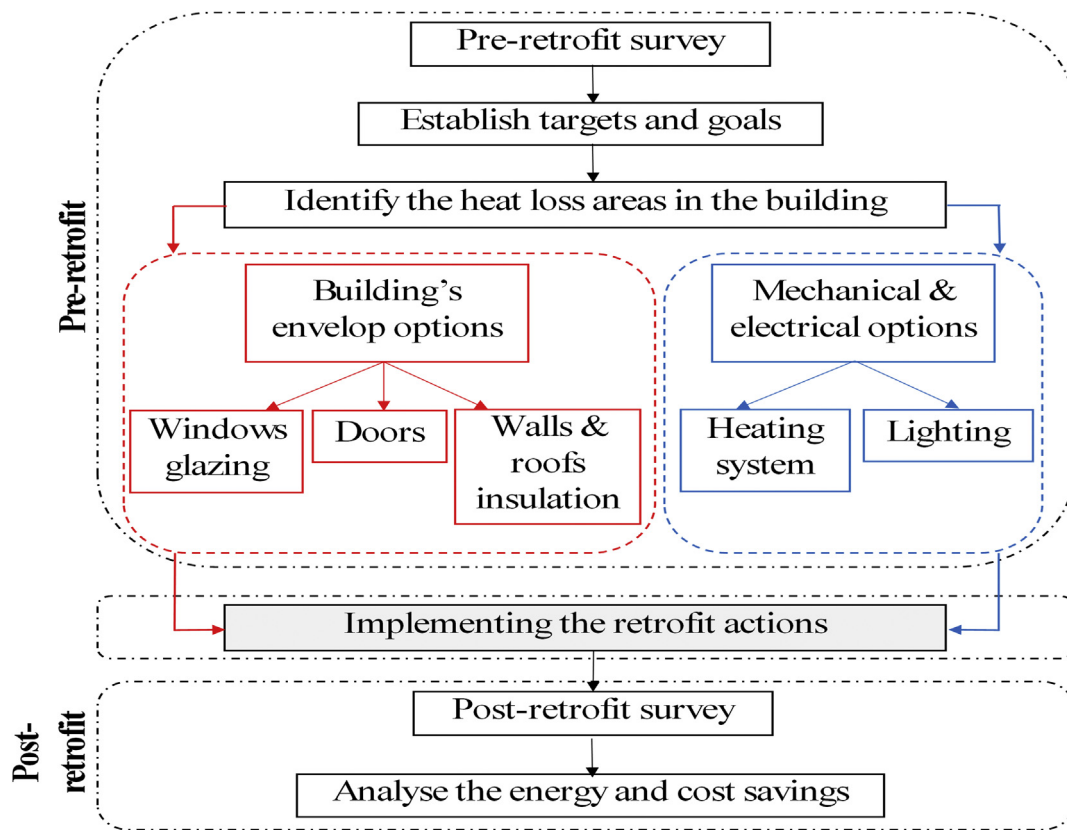 Pre-retrofit survey
Establish targets and goals
Identify the heat loss areas in the building
Pre-retrofit
Building's
envelop options
Mechanical &
electrical options
Windows
glazing
Doors
Walls &
roofs
insulation
Heating
system
Lighting
Implementing the retrofit actions
Post-
retrofit
Post-retrofit survey
Analyse the energy and cost savings